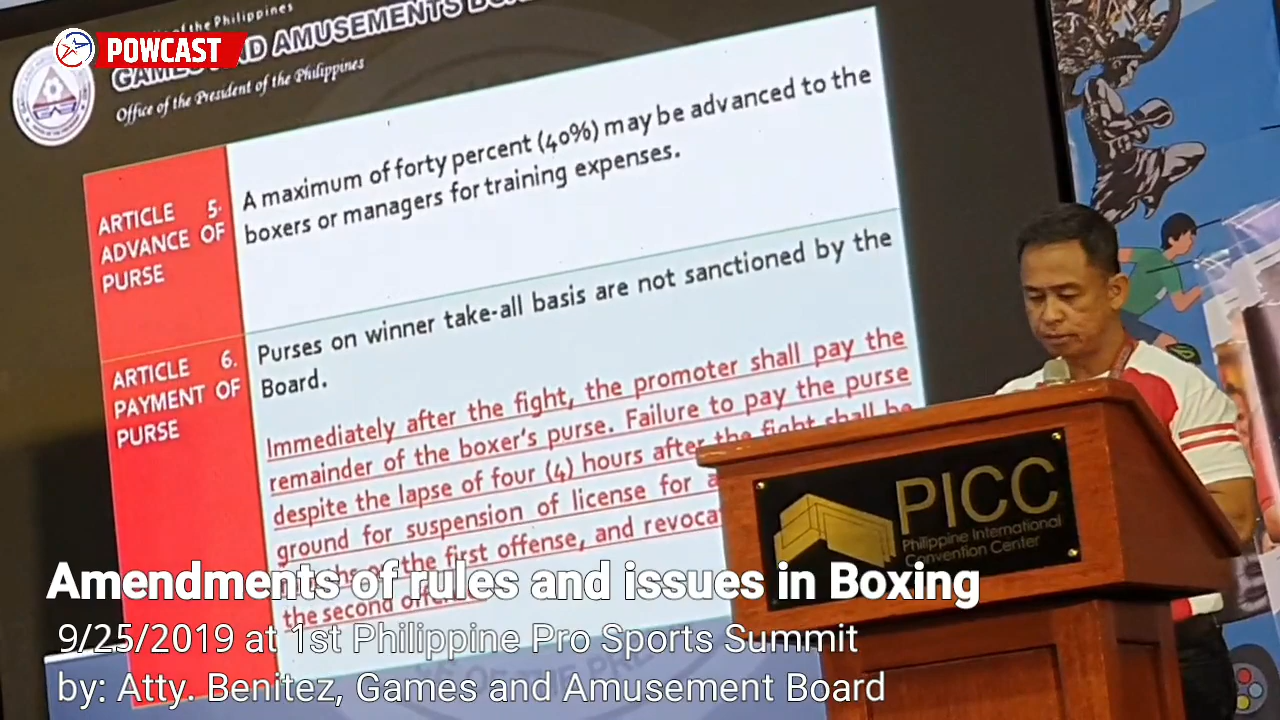 of the Philippines
GAMES AND AMUSEMENTS
Office of the President of the Philippines
POWCAST
ARTICLE 5.
ADVANCE OF
PURSE
A maximum of forty percent (40%) may be advanced to the
boxers or managers for training expenses.
ARTICLE 6.
PAYMENT OF
PURSE
Purses on winner take-all basis are not sanctioned by the
Board.
Immediately after the fight, the promoter shall pay the
remainder of the boxer's purse. Failure to pay the purse
despite the lapse of four (4) hours after the fight shall be
ground for suspension of license for
of the first offense, and
the second
PICC
Philippine International
Convention Center
Amendments of rules and issues in Boxing
9/25/2019 at 1st Philippine Pro Sports Summit
by: Atty. Benitez, Games and Amusement Board